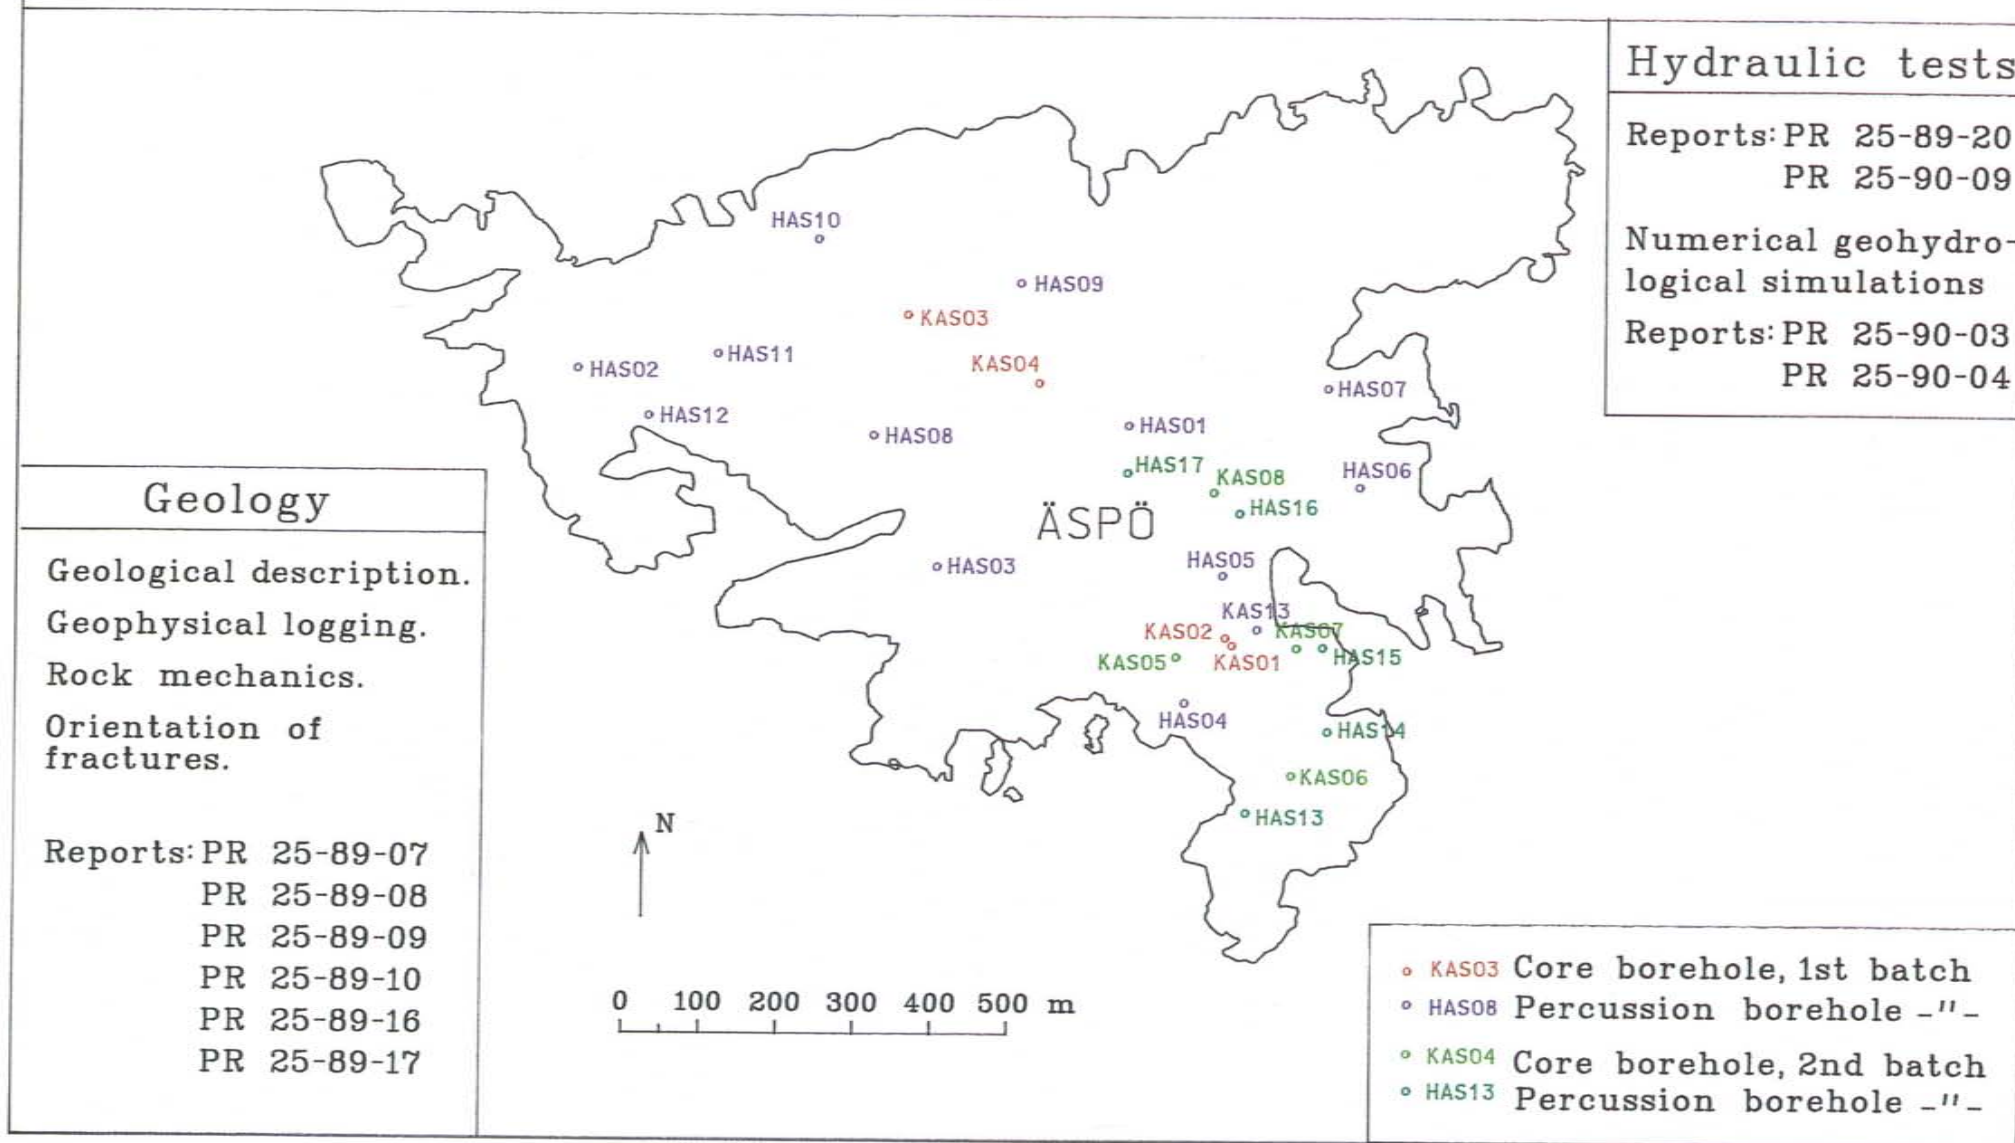 Hydraulic tests
Reports: PR 25-89-20
PR 25-90-09
Numerical geohydro-
logical simulations
Reports: PR 25-90-03
PR 25-90-04
HAS10
HAS09
KAS03
HAS11
KAS04
HAS02
HAS07
HAS12
HAS01
HAS08
HAS17
HAS06
KAS08
HAS16
ÄSPÖ
HAS05
HAS03
KAS13
KAS02
KAS07
KAS05
KAS01
HAS15
HAS04
HAS14
KAS06
HAS13
Geology
Geological description.
Geophysical logging.
Rock mechanics.
Orientation of
fractures.
Reports: PR 25-89-07
PR 25-89-08
PR 25-89-09
PR 25-89-10
PR 25-89-16
PR 25-89-17
N
0 100 200 300 400 500 m
KAS03 Core borehole, 1st batch
HAS08 Percussion borehole -"-
KAS04 Core borehole, 2nd batch
HAS13 Percussion borehole -"-